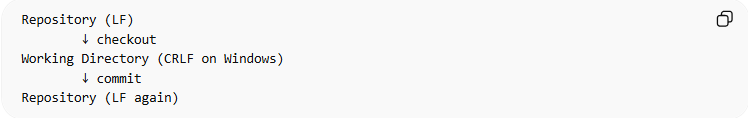 Repository (LF)
↓ checkout
Working Directory (CRLF on Windows)
↓ commit
Repository (LF again)